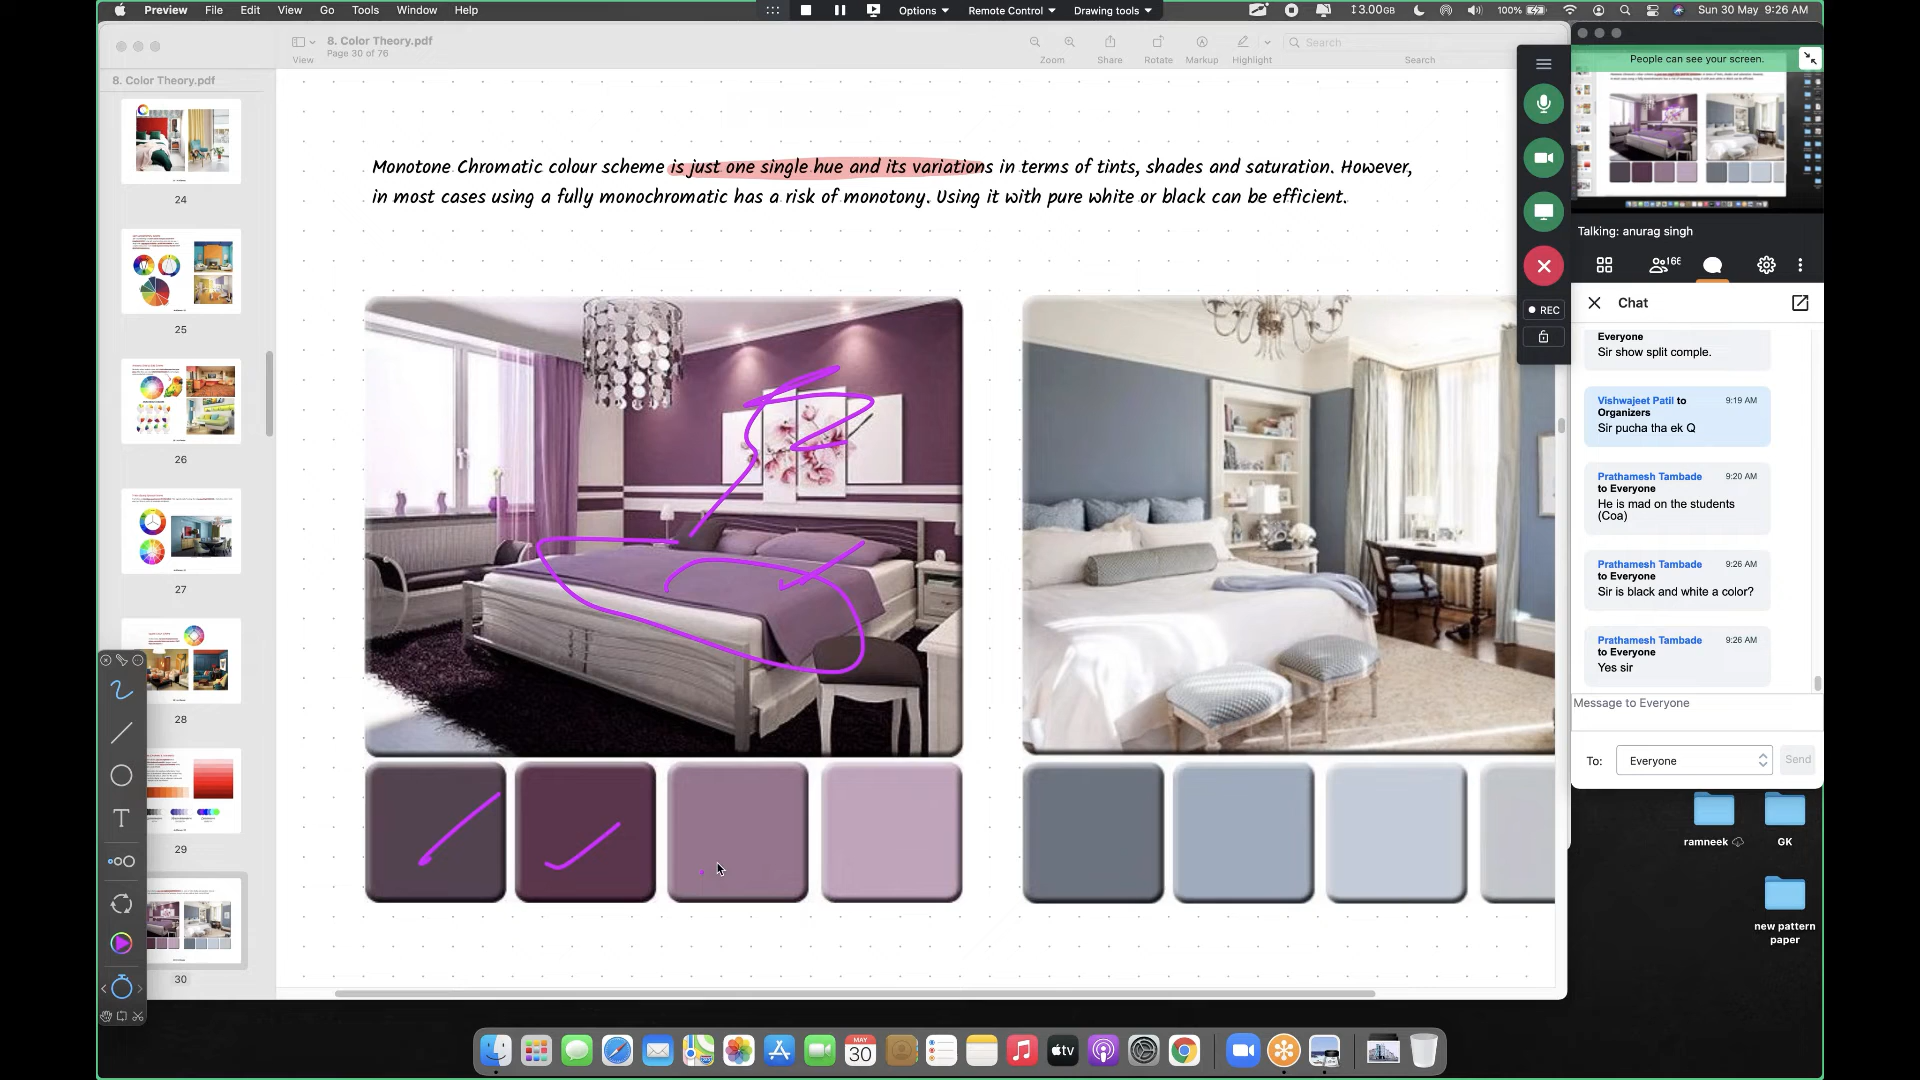 Preview File Edit View Go Tools Window Help
Options Remote Control Drawing tools
3.00GB 100% Sun 30 May 9:26 AM
8. Color Theory.pdf
Page 30 of 76
View Zoom Share Rotate Markup Highlight Search
Search
8. Color Theory.pdf
24
25
26
27
28
29
30
Monotone Chromatic colour scheme is just one single hue and its variations in terms of tints, shades and saturation. However,
in most cases using a fully monochromatic has a risk of monotony. Using it with pure white or black can be efficient.
REC
People can see your screen.
Talking: anurag singh
166
Chat
Everyone
Sir show split comple.
Vishwajeet Patil to 9:19 AM
Organizers
Sir pucha tha ek Q
Prathamesh Tambade 9:20 AM
to Everyone
He is mad on the students
(Coa)
Prathamesh Tambade 9:26 AM
to Everyone
Sir is black and white a color?
Prathamesh Tambade 9:26 AM
to Everyone
Yes sir
Message to Everyone
To: Everyone Send
ramneek
GK
new pattern
paper
T
MAY
30
tv